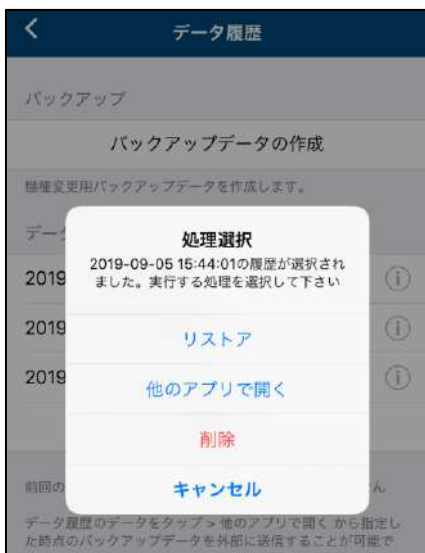 データ履歴
バックアップ
バックアップデータの作成
機種変更用バックアップデータを作成します。
デー
処理選択
2019-09-05 15:44:01の履歴が選択され
ました。実行する処理を選択して下さい
2019
リストア
2019
2019
他のアプリで開く
削除
前回の
キャンセル
ん
データ履歴のデータをタップ > 他のアプリで開く から指定し
た時点のバックアップデータを外部に送信することが可能で